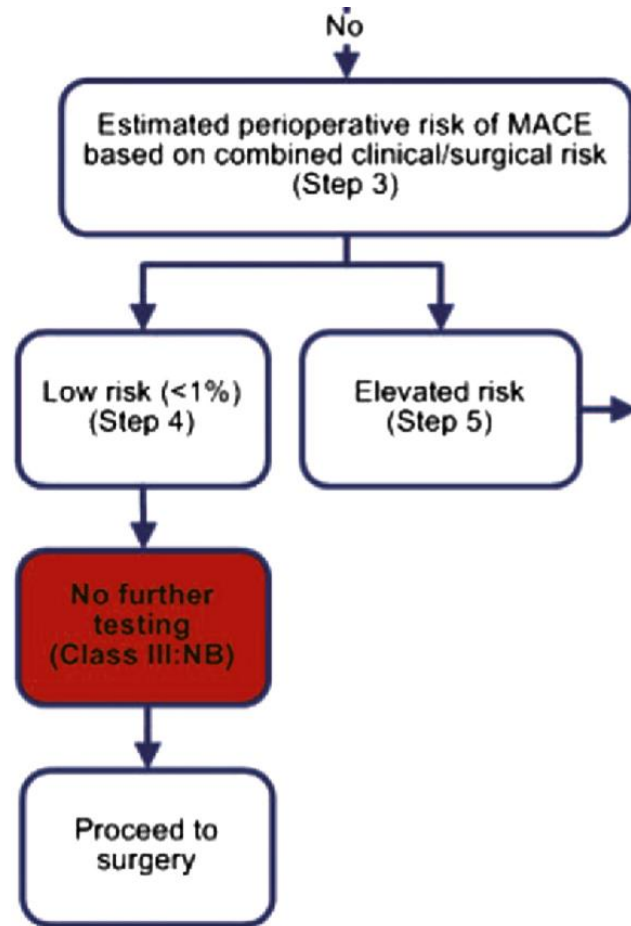 No
Estimated perioperative risk of MACE
based on combined clinical/surgical risk
(Step 3)
Low risk (<1%)
(Step 4)
Elevated risk
(Step 5)
No further
testing
(Class III:NB)
Proceed to
surgery